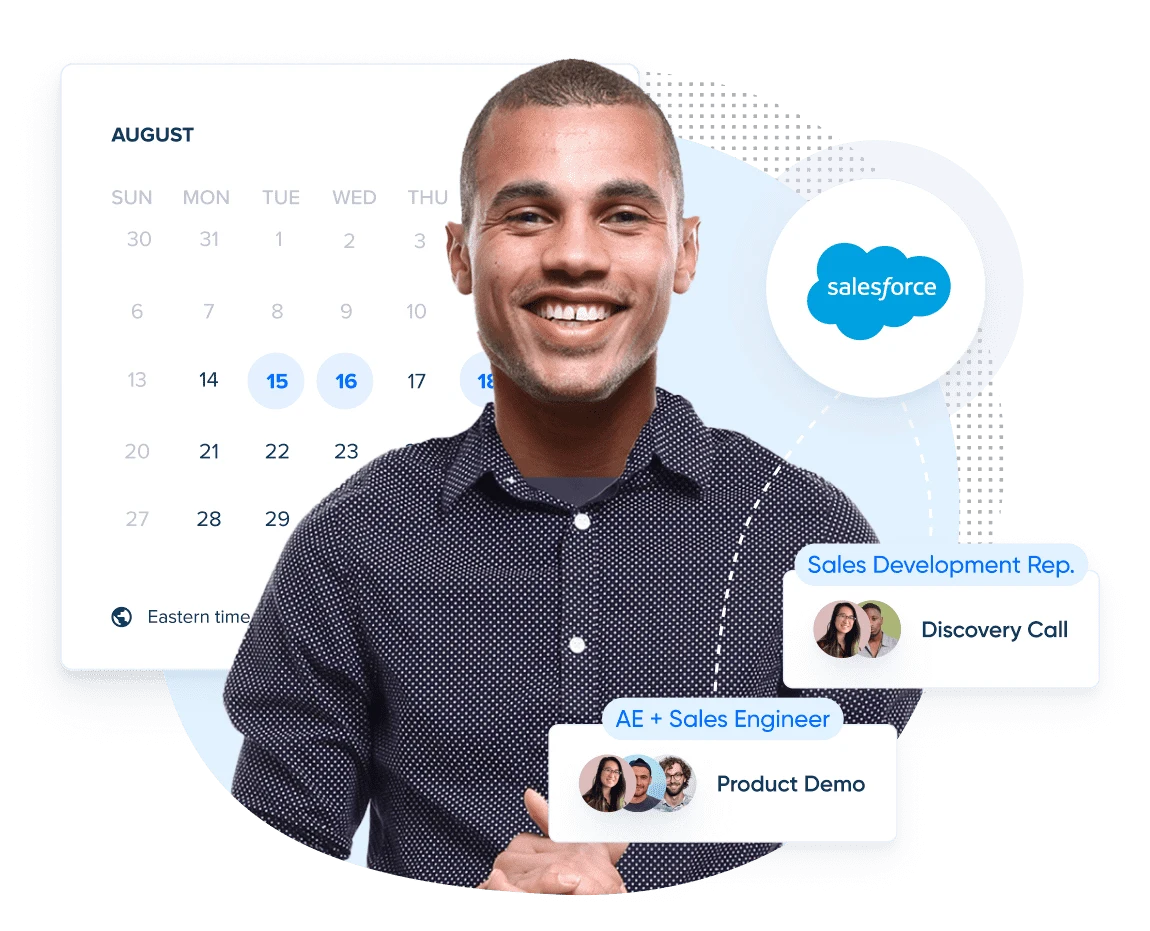 AUGUST
SUN MON TUE WED THU
30 31 1 2 3
6 7 8 9 10
13 14 15 16 17 18
20 21 22 23
27 28 29
Eastern time
salesforce
Sales Development Rep.
Discovery Call
AE + Sales Engineer
Product Demo